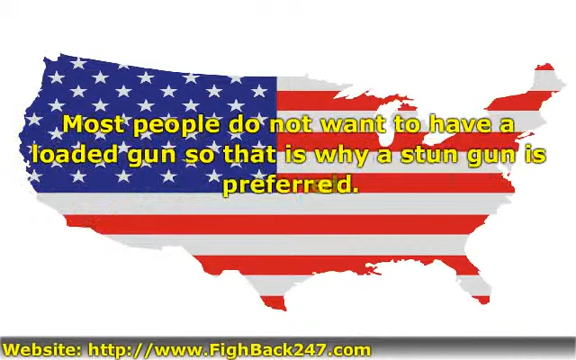 Most people do not want to have a
loaded gun so that is why a stun gun is
preferred.
Website: http://www.FighBack247.com